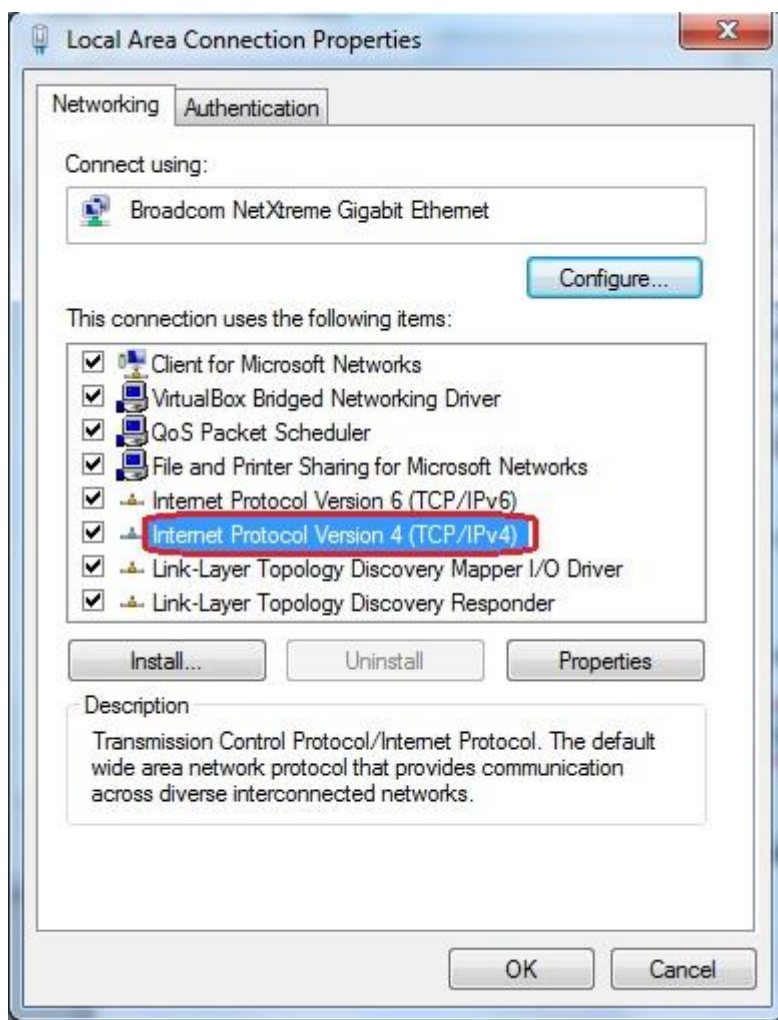 Local Area Connection Properties
Networking
Authentication
Connect using:
Broadcom NetXtreme Gigabit Ethernet
Configure...
This connection uses the following items:
Client for Microsoft Networks
VirtualBox Bridged Networking Driver
QoS Packet Scheduler
File and Printer Sharing for Microsoft Networks
Internet Protocol Version 6 (TCP/IPv6)
Internet Protocol Version 4 (TCP/IPv4)
Link-Layer Topology Discovery Mapper I/O Driver
Link-Layer Topology Discovery Responder
Install...
Uninstall
Properties
Description
Transmission Control Protocol/Internet Protocol. The default
wide area network protocol that provides communication
across diverse interconnected networks.
OK
Cancel